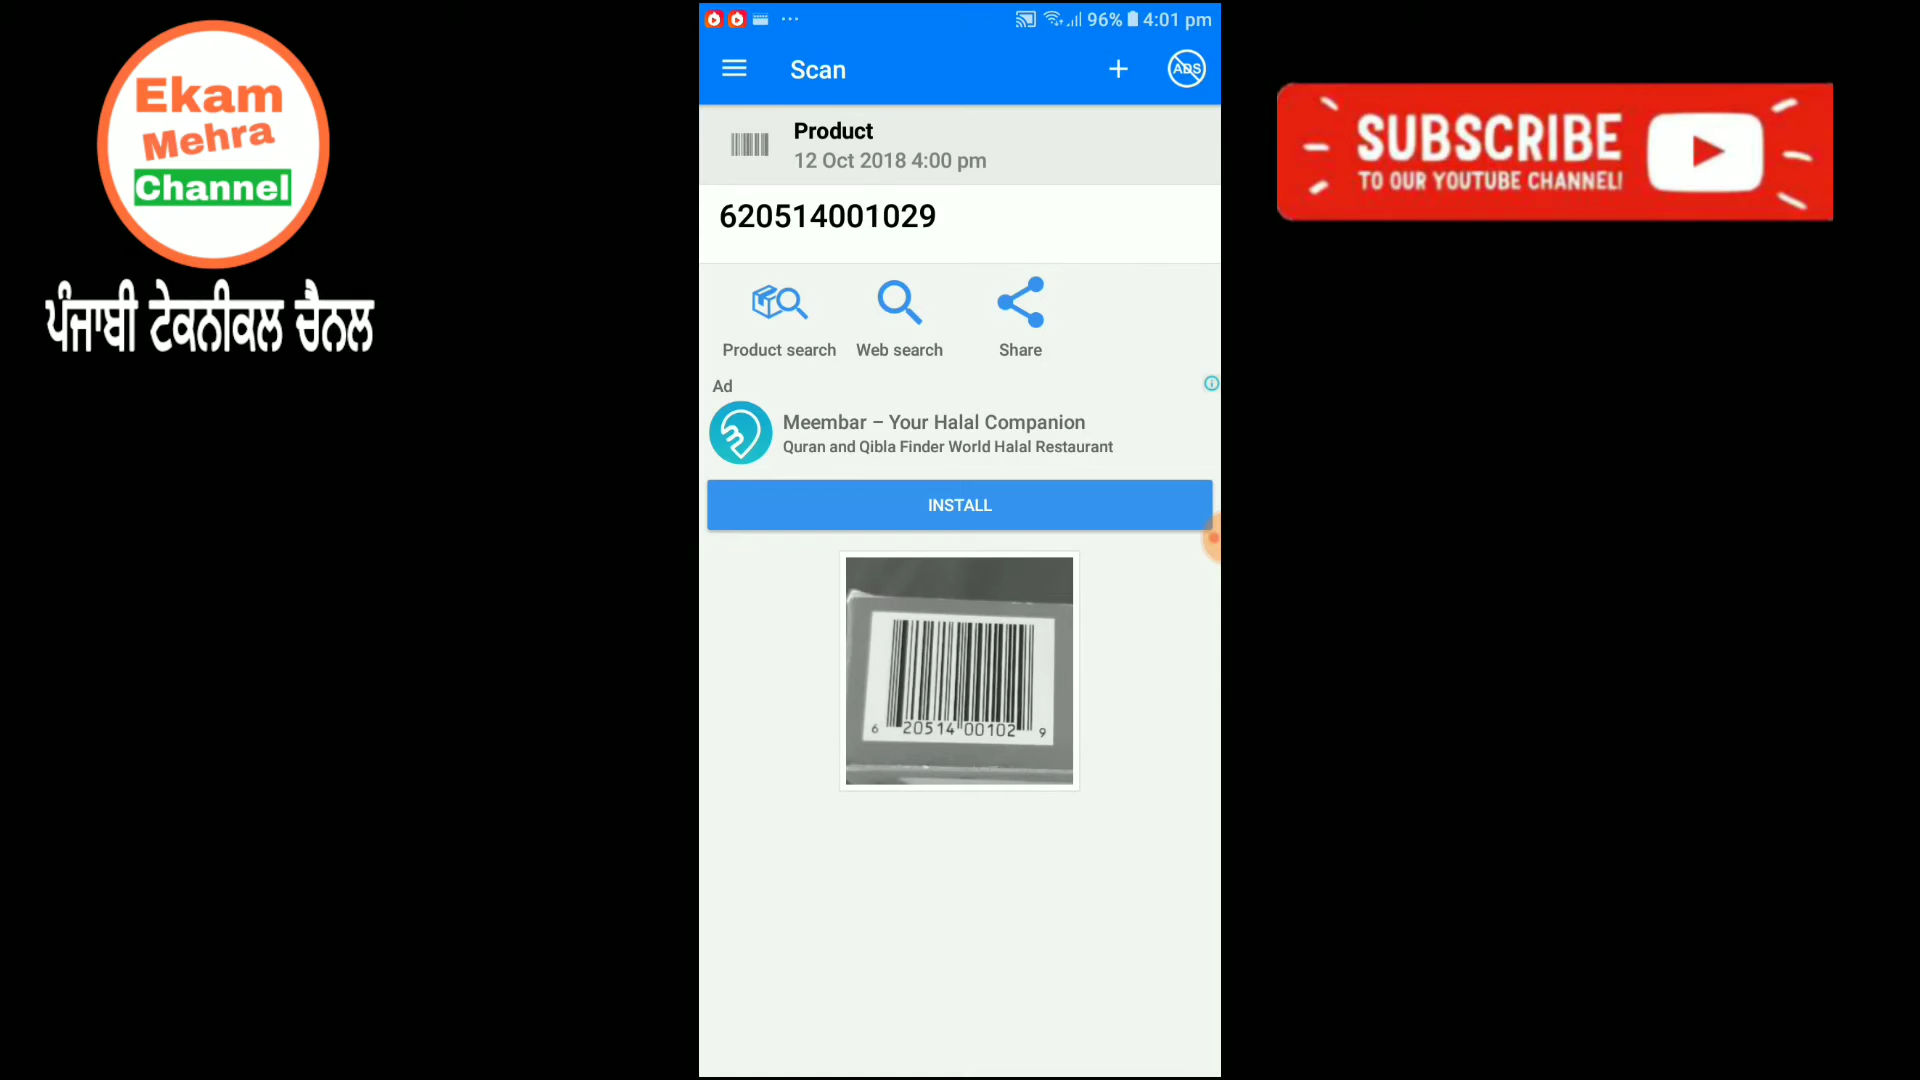 Ekam
Mehra
Channel
ਪੰਜਾਬੀ ਟੇਕਨੀਕਲ ਚੈਨਲ
96% 4:01 pm
Scan
ADS
Product
12 Oct 2018 4:00 pm
620514001029
Product search
Web search
Share
Ad
Meembar – Your Halal Companion
Quran and Qibla Finder World Halal Restaurant
INSTALL
6 20514 00102 9
SUBSCRIBE
TO OUR YOUTUBE CHANNEL!